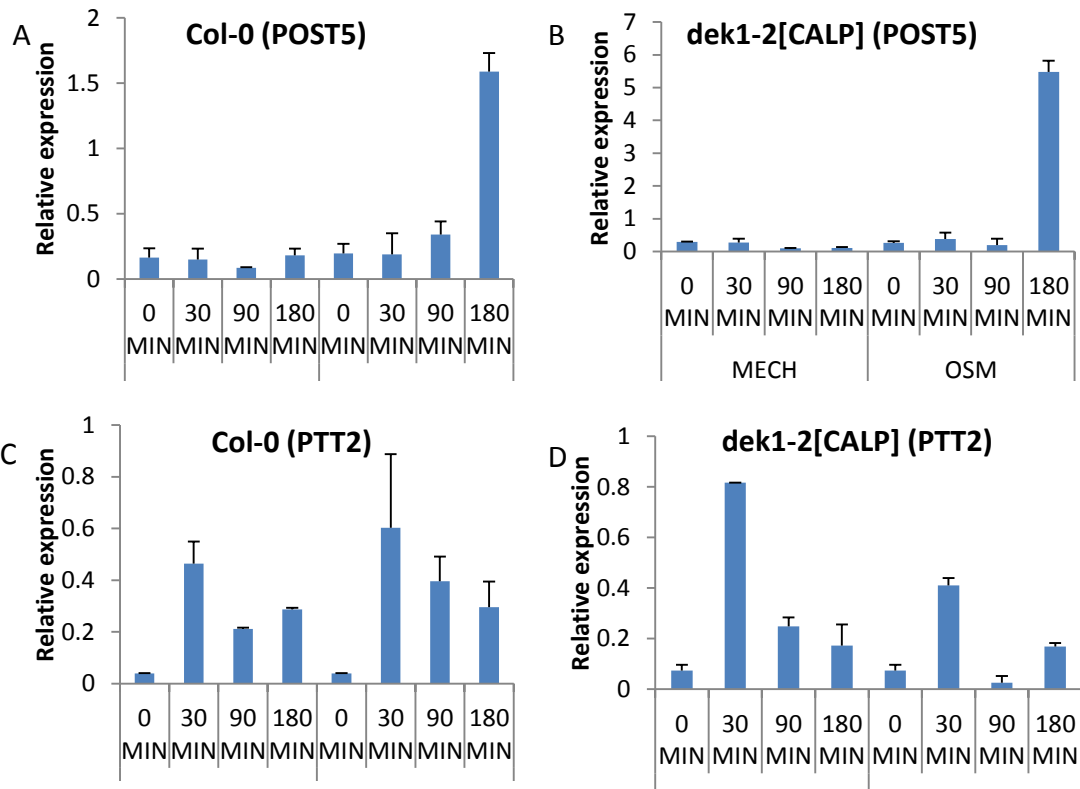 A
Col-0 (POST5)
Relative expression
2
1.5
1
0.5
0
0 30 90 180 0 30 90 180
MIN MIN MIN MIN MIN MIN MIN MIN
B
dek1-2[CALP] (POST5)
Relative expression
7
6
5
4
3
2
1
0
0 30 90 180 0 30 90 180
MIN MIN MIN MIN MIN MIN MIN MIN
MECH OSM
C
Col-0 (PTT2)
Relative expression
1
0.8
0.6
0.4
0.2
0
0 30 90 180 0 30 90 180
MIN MIN MIN MIN MIN MIN MIN MIN
D
dek1-2[CALP] (PTT2)
Relative expression
1
0.8
0.6
0.4
0.2
0
0 30 90 180 0 30 90 180
MIN MIN MIN MIN MIN MIN MIN MIN